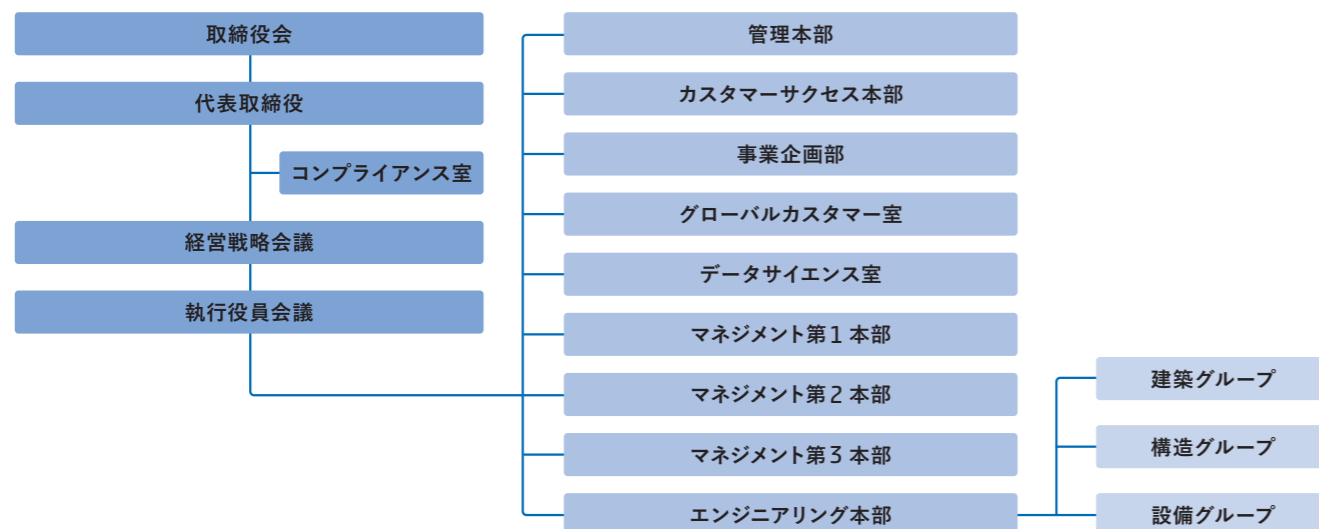 取締役会
代表取締役
コンプライアンス室
経営戦略会議
執行役員会議
管理本部
カスタマーサクセス本部
事業企画部
グローバルカスタマー室
データサイエンス室
マネジメント第1本部
マネジメント第2本部
マネジメント第3本部
エンジニアリング本部
建築グループ
構造グループ
設備グループ